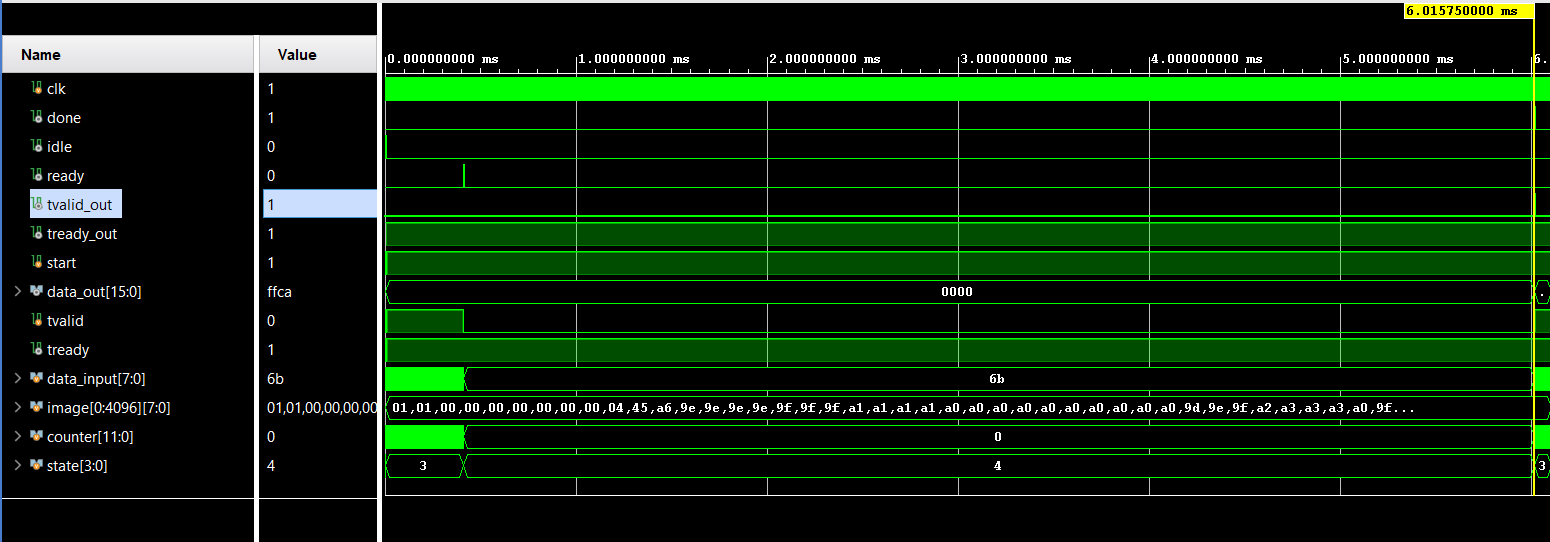 6.015750000 ms
Name Value
0.000000000 ms 1.000000000 ms 2.000000000 ms 3.000000000 ms 4.000000000 ms 5.000000000 ms 6.
clk 1
done 1
idle 0
ready 0
tvalid_out 1
tready_out 1
start 1
data_out[15:0] ffca 0000 .
tvalid 0
tready 1
data_input[7:0] 6b 6b
image[0:4096][7:0] 01,01,00,00,00,00 01,01,00,00,00,00,00,00,00,04,45,a6,9e,9e,9e,9e,9f,9f,9f,a1,a1,a1,a1,a0,a0,a0,a0,a0,a0,a0,a0,a0,a0,9d,9e,9f,a2,a3,a3,a3,a0,9f...
counter[11:0] 0 0
state[3:0] 4 3 4 3